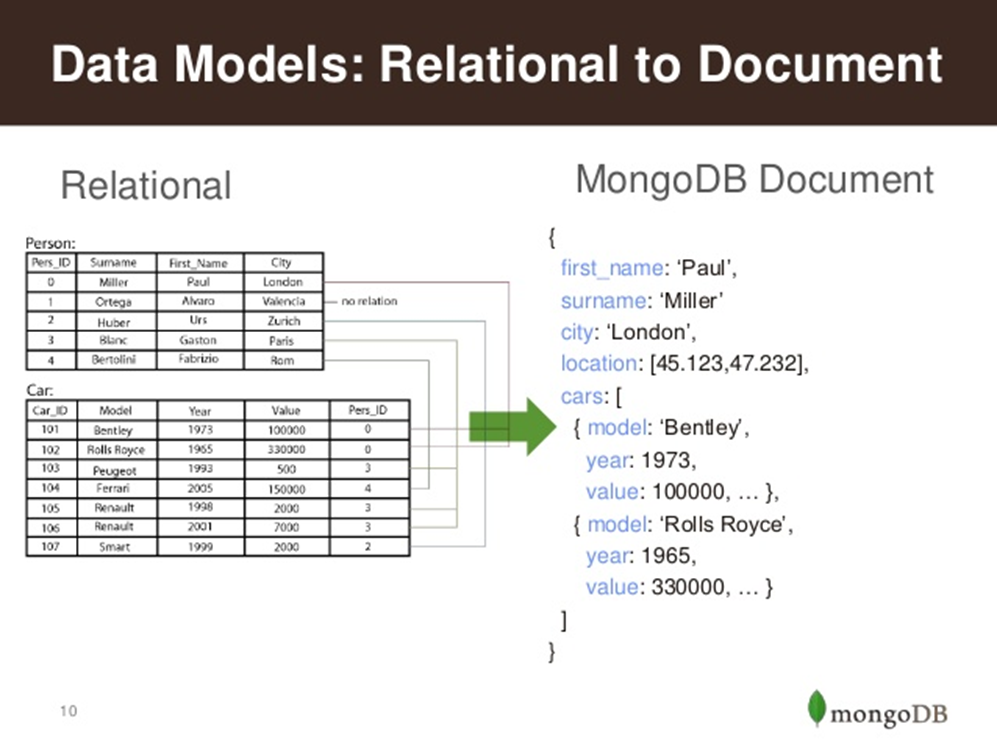 Data Models: Relational to Document
Relational
Person:
Pers_ID Surname First_Name City
0 Miller Paul London
1 Ortega Alvaro Valencia
no relation
2 Huber Urs Zurich
3 Blanc Gaston Paris
4 Bertolini Fabrizio Rom
Car:
Car_ID Model Year Value Pers_ID
101 Bentley 1973 100000 0
102 Rolls Royce 1965 330000 0
103 Peugeot 1993 500 3
104 Ferrari 2005 150000 4
105 Renault 1998 2000 3
106 Renault 2001 7000 3
107 Smart 1999 2000 2
MongoDB Document
{
first_name: ‘Paul’,
surname: ‘Miller’
city: ‘London’,
location: [45.123,47.232],
cars: [
{ model: ‘Bentley’,
year: 1973,
value: 100000, … },
{ model: ‘Rolls Royce’,
year: 1965,
value: 330000, … }
]
}
10
mongoDB